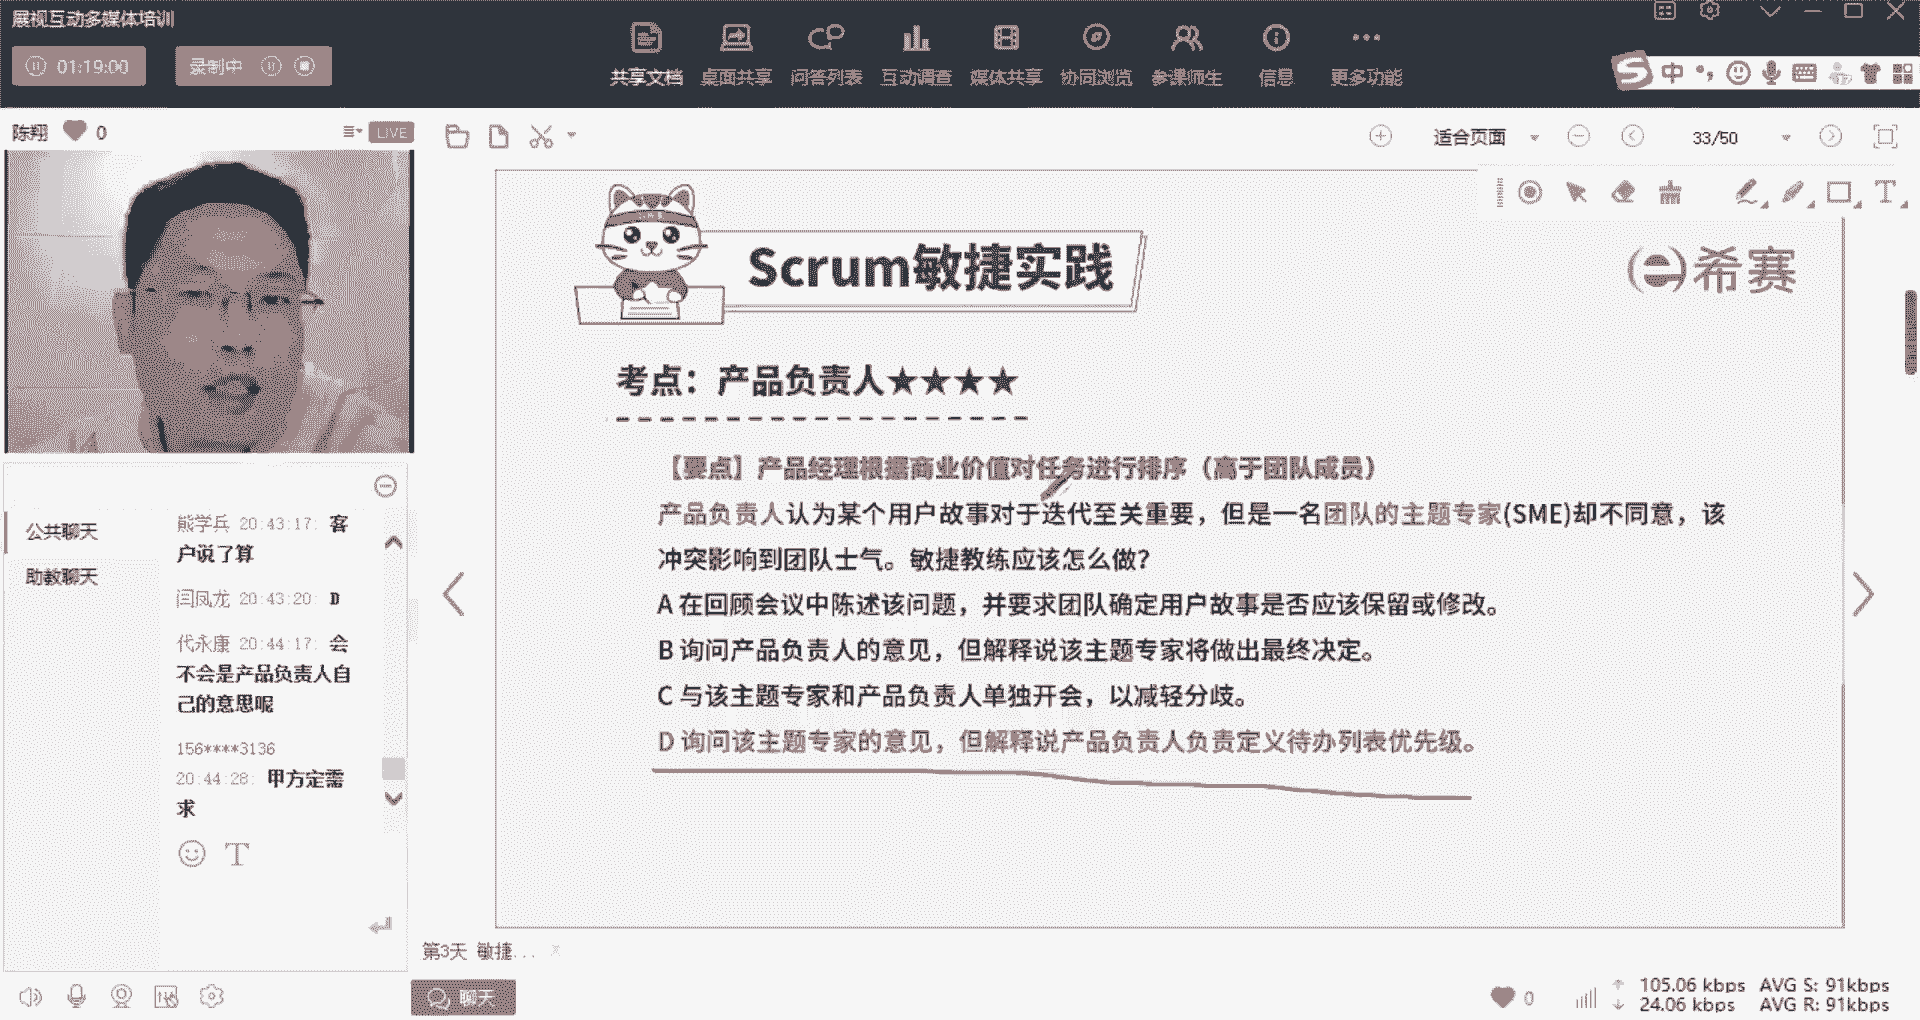 展视互动多媒体培训
01:19:00
录制中
共享文档 桌面共享 问答列表 互动调查 媒体共享 协同浏览 参课师生 信息 更多功能
中
陈翔 0 LIVE
适合页面 33/50
公共聊天
助教聊天
熊学兵 20:43:17: 客
户说了算
闫凤龙 20:43:20: D
代永康 20:44:17: 会
不会是产品负责人自
己的意思呢
156****3136
20:44:28: 甲方定需
求
Scrum敏捷实践
希赛
考点：产品负责人★★★★
【要点】产品经理根据商业价值对任务进行排序（高于团队成员）
产品负责人认为某个用户故事对于迭代至关重要，但是一名团队的主题专家(SME)却不同意，该
冲突影响到团队士气。敏捷教练应该怎么做?
A 在回顾会议中陈述该问题，并要求团队确定用户故事是否应该保留或修改。
B 询问产品负责人的意见，但解释说该主题专家将做出最终决定。
C 与该主题专家和产品负责人单独开会，以减轻分歧。
D 询问该主题专家的意见，但解释说产品负责人负责定义待办列表优先级。
第3天 敏捷...
聊天
0
105.06 kbps AVG S: 91kbps
24.06 kbps AVG R: 91kbps